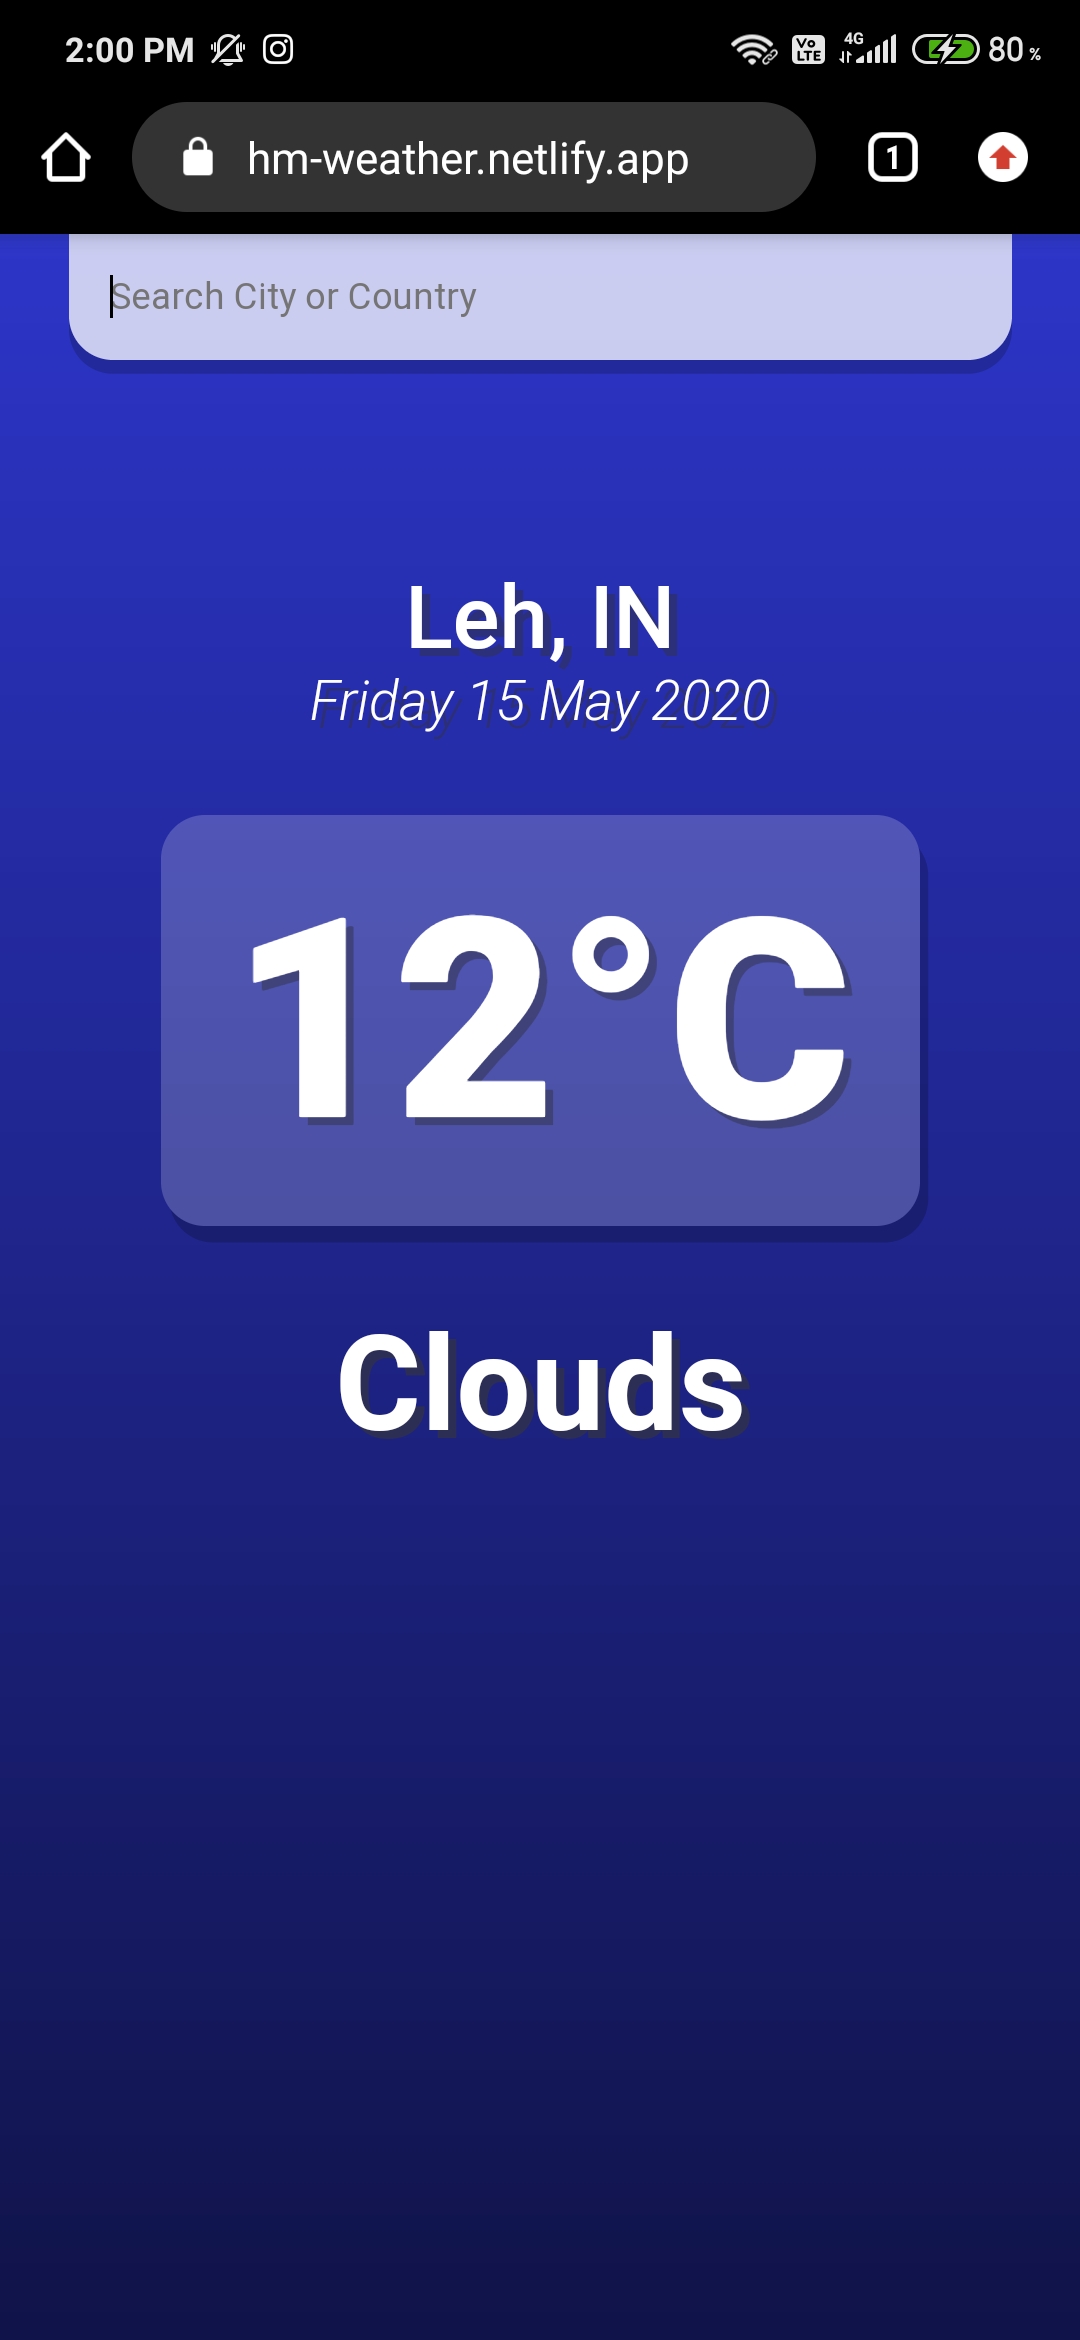 2:00 PM
Vo LTE
4G
80 %
hm-weather.netlify.app
1
Search City or Country
Leh, IN
Friday 15 May 2020
12°C
Clouds